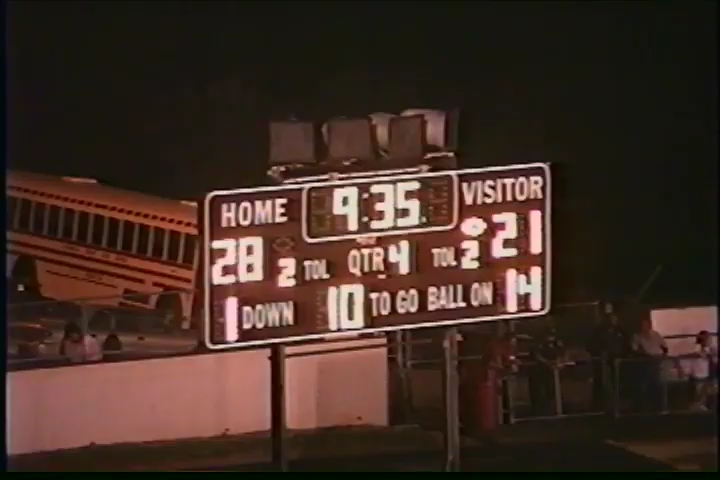 HOME 9:35 VISITOR
28 2 TOL QTR 4 TOL 2 21
1 DOWN 10 TO GO BALL ON 14